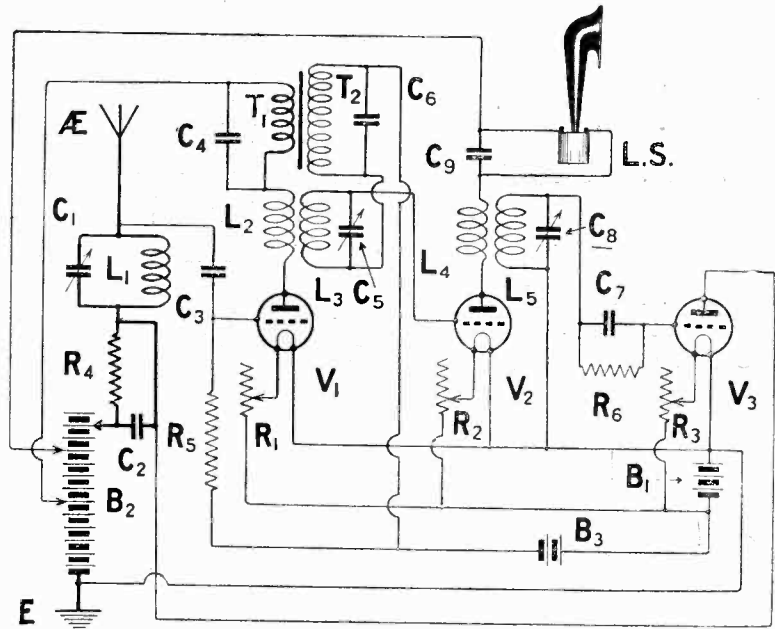 Æ
C₁
L₁
C₃
C₄
T₁
T₂
C₆
L₂
L₃
C₅
L₄
C₉
L.S.
L₅
C₈
C₇
R₆
V₁
V₂
V₃
R₄
C₂
R₅
R₁
R₂
R₃
B₁
B₂
B₃
E